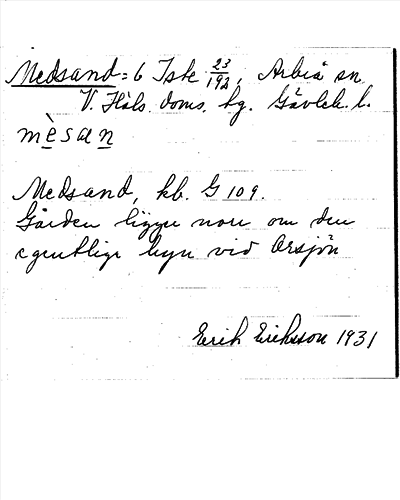 Medsand = 6 Iste 23/192, Arbrå sn.
V. Häls. doms. hg. Gävleb. l.
mèsan
Medsand, kb. G 109.
Gården ligger norr om den
egentliga byn vid Orsjön
Erik Eriksson 1931